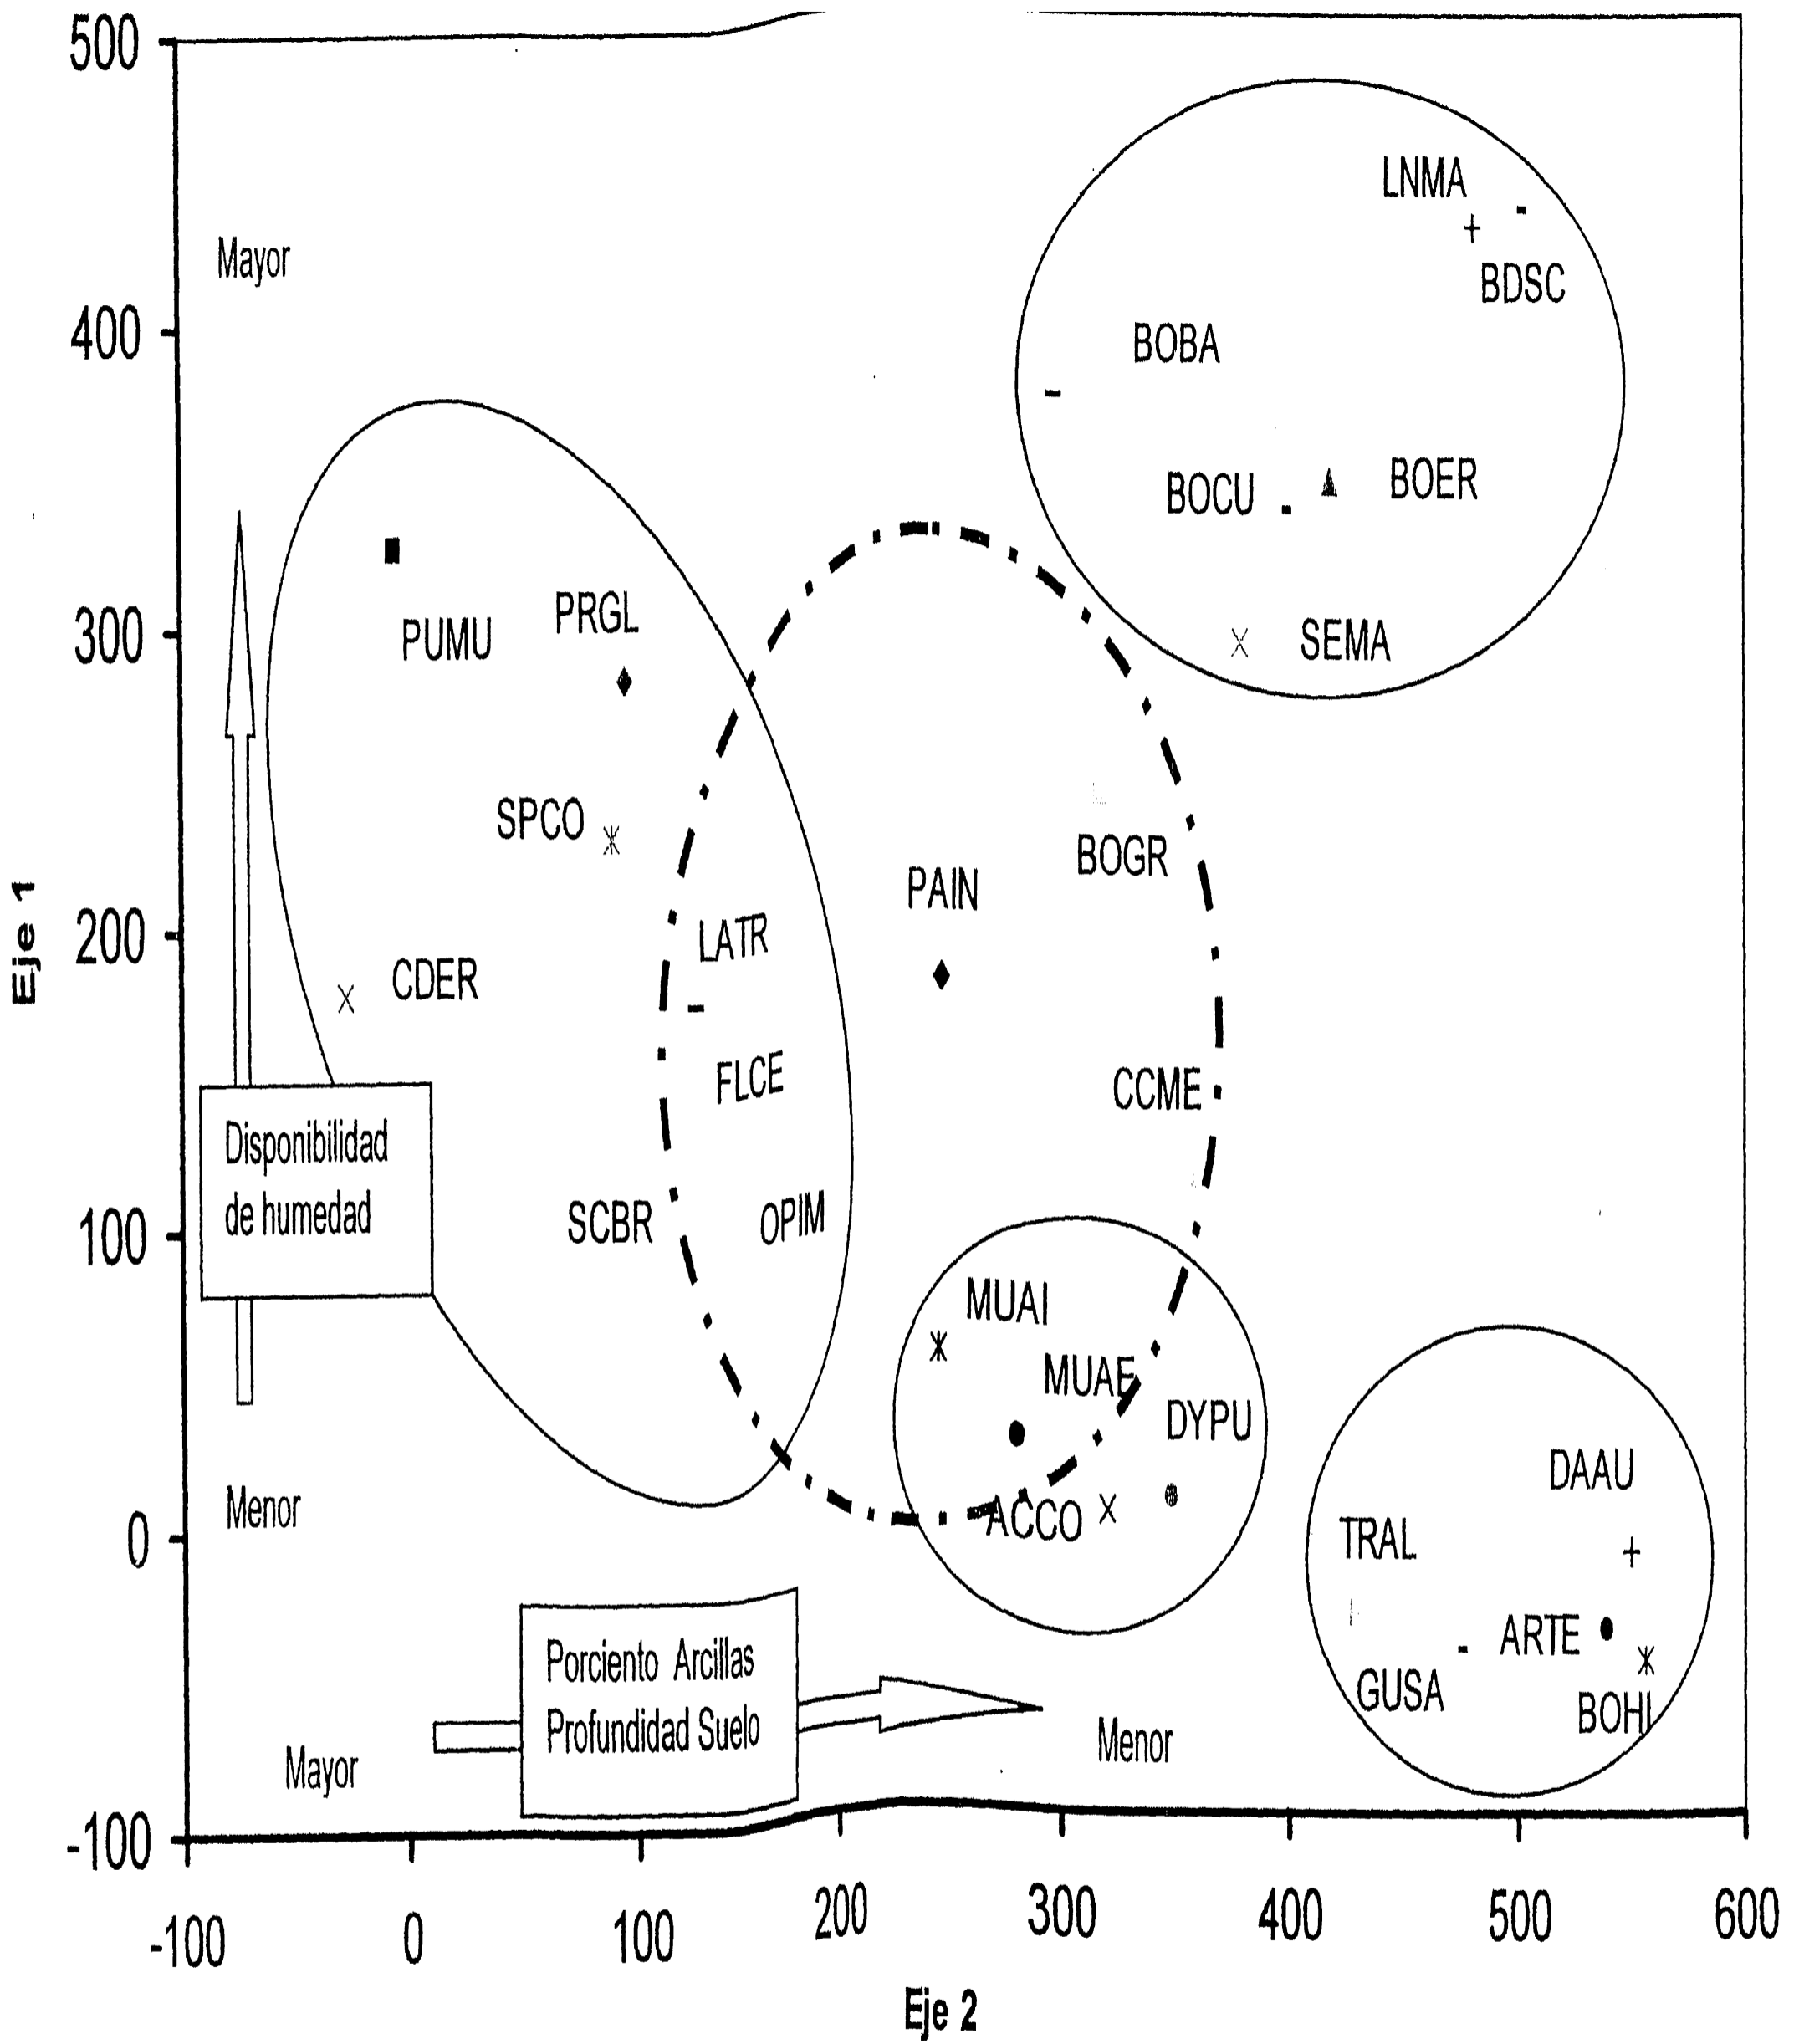 500
LNMA
BDSC
Mayor
400
BOBA
BOCU
BOER
300
PUMU
PRGL
SEMA
SPCO
BOGR
PAIN
Eje 1
200
LATR
CDER
FLCE
CCME
Disponibilidad
de humedad
100
SCBR
OPIM
MUAI
MUAE
DYPU
DAAU
Menor
ACCO
TRAL
0
ARTE
GUSA
BOHI
Porciento Arcillas
Profundidad Suelo
Menor
Mayor
-100
-100
0
100
200
300
400
500
600
Eje 2